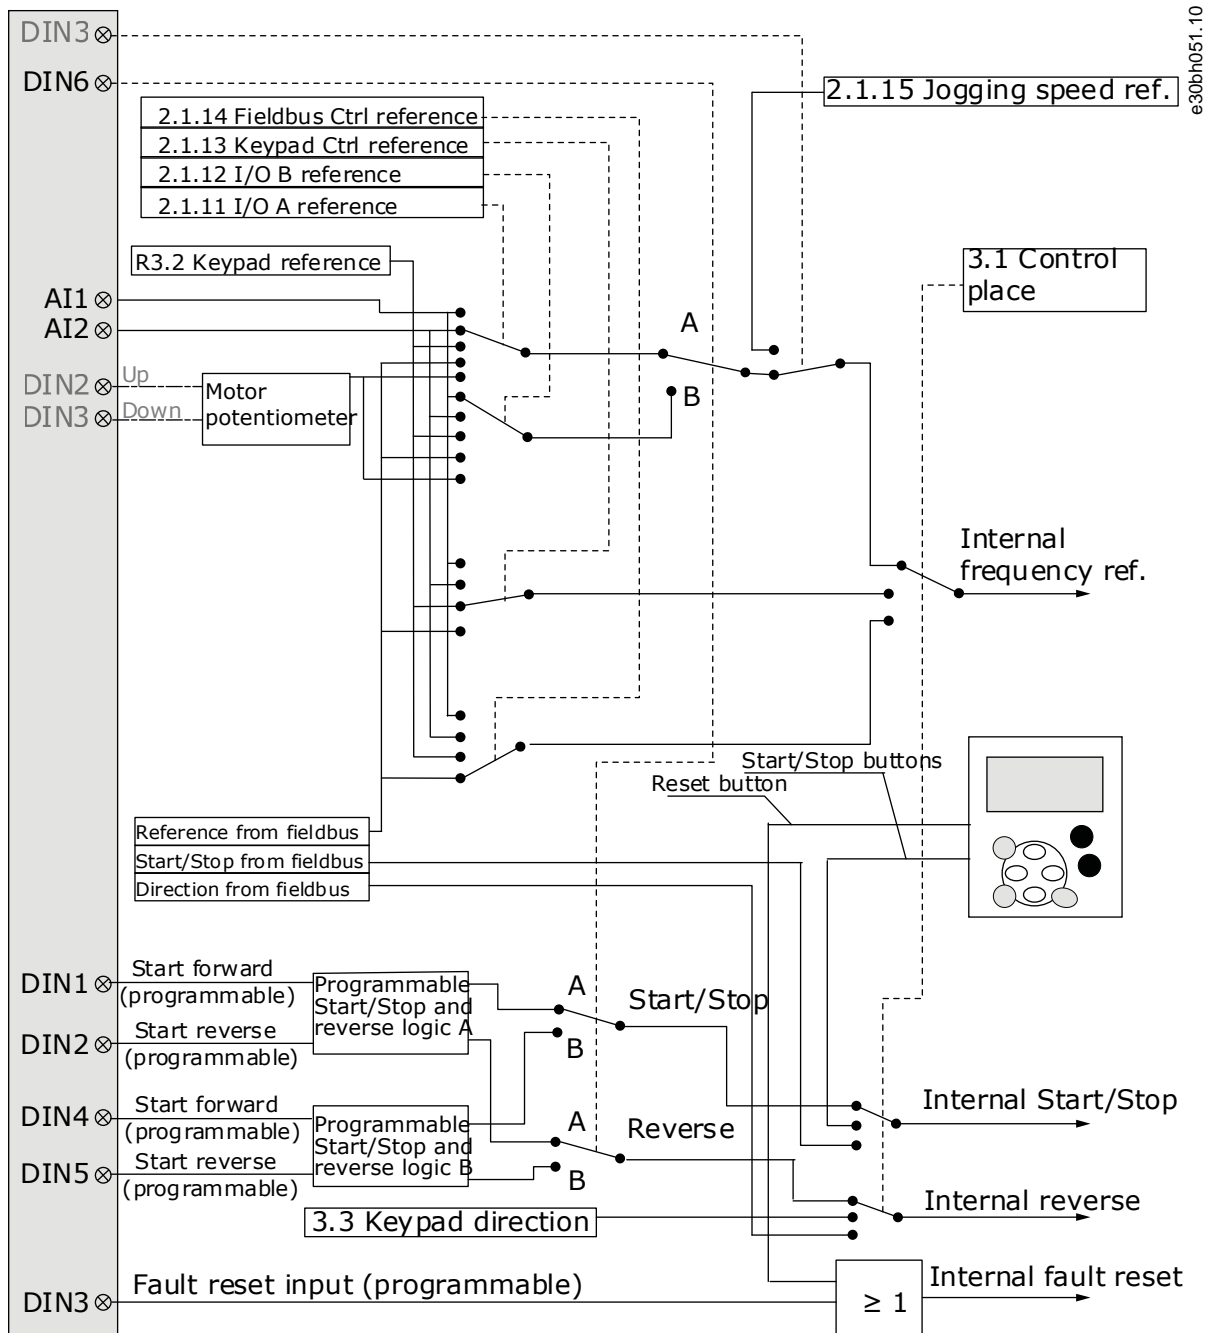 DIN3
e30bh051.10
DIN6
2.1.15 Jogging speed ref.
2.1.14 Fieldbus Ctrl reference
2.1.13 Keypad Ctrl reference
2.1.12 I/O B reference
2.1.11 I/O A reference
R3.2 Keypad reference
3.1 Control
place
AI1
AI2
A
DIN2
Up
Motor
potentiometer
B
DIN3
Down
Internal
frequency ref.
Start/Stop buttons
Reset button
Reference from fieldbus
Start/Stop from fieldbus
Direction from fieldbus
DIN1
Start forward
(programmable)
Programmable
Start/Stop and
reverse logic A
A
Start/Stop
DIN2
Start reverse
(programmable)
B
DIN4
Start forward
(programmable)
Programmable
Start/Stop and
reverse logic B
A
Reverse
Internal Start/Stop
DIN5
Start reverse
(programmable)
B
3.3 Keypad direction
Internal reverse
DIN3
Fault reset input (programmable)
≥ 1
Internal fault reset